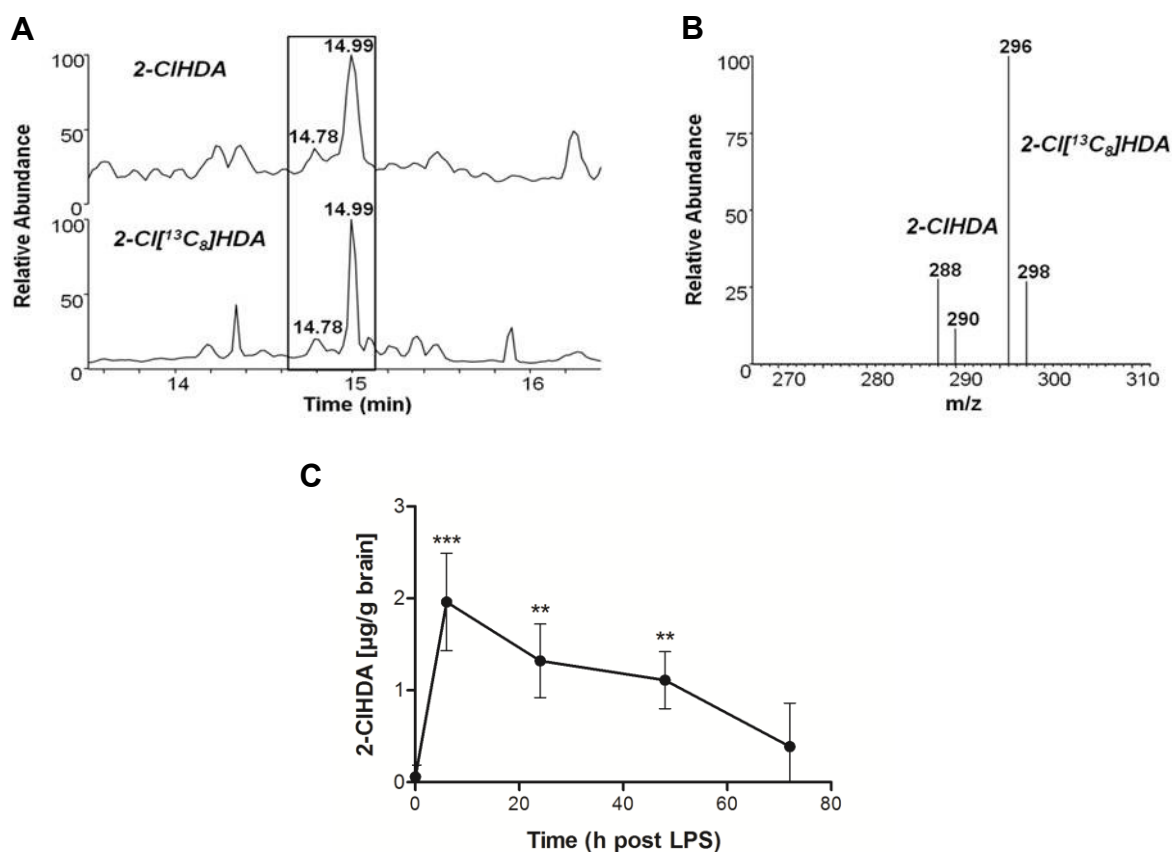 A
2-ClHDA
14.99
14.78
100
50
0
2-Cl[¹³C₈]HDA
14.99
14.78
100
50
0
Relative Abundance
Relative Abundance
14 15 16
Time (min)
B
296
2-Cl[¹³C₈]HDA
2-ClHDA
288
290
298
100
75
50
25
0
Relative Abundance
270 280 290 300 310
m/z
C
***
**
**
3
2
1
0
2-ClHDA [µg/g brain]
0 20 40 60 80
Time (h post LPS)